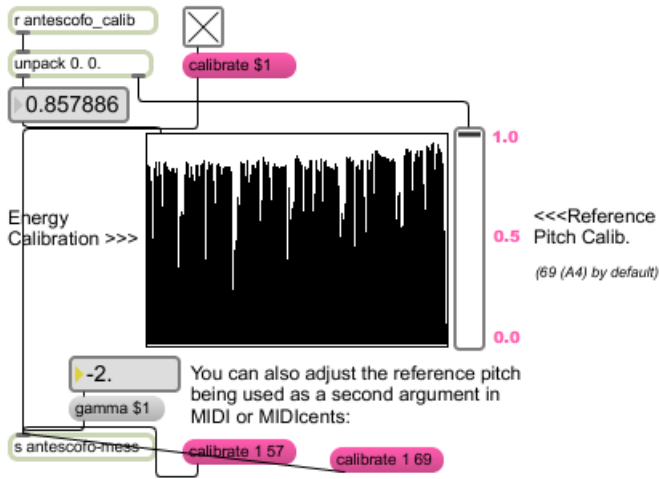 r antescofo_calib
unpack 0. 0.
calibrate $1
0.857886
1.0
Energy
Calibration >>>
0.5
<<<Reference
Pitch Calib.
(69 (A4) by default)
0.0
-2.
You can also adjust the reference pitch
being used as a second argument in
MIDI or MIDIcents:
gamma $1
s antescofo-mess
calibrate 1 57
calibrate 1 69